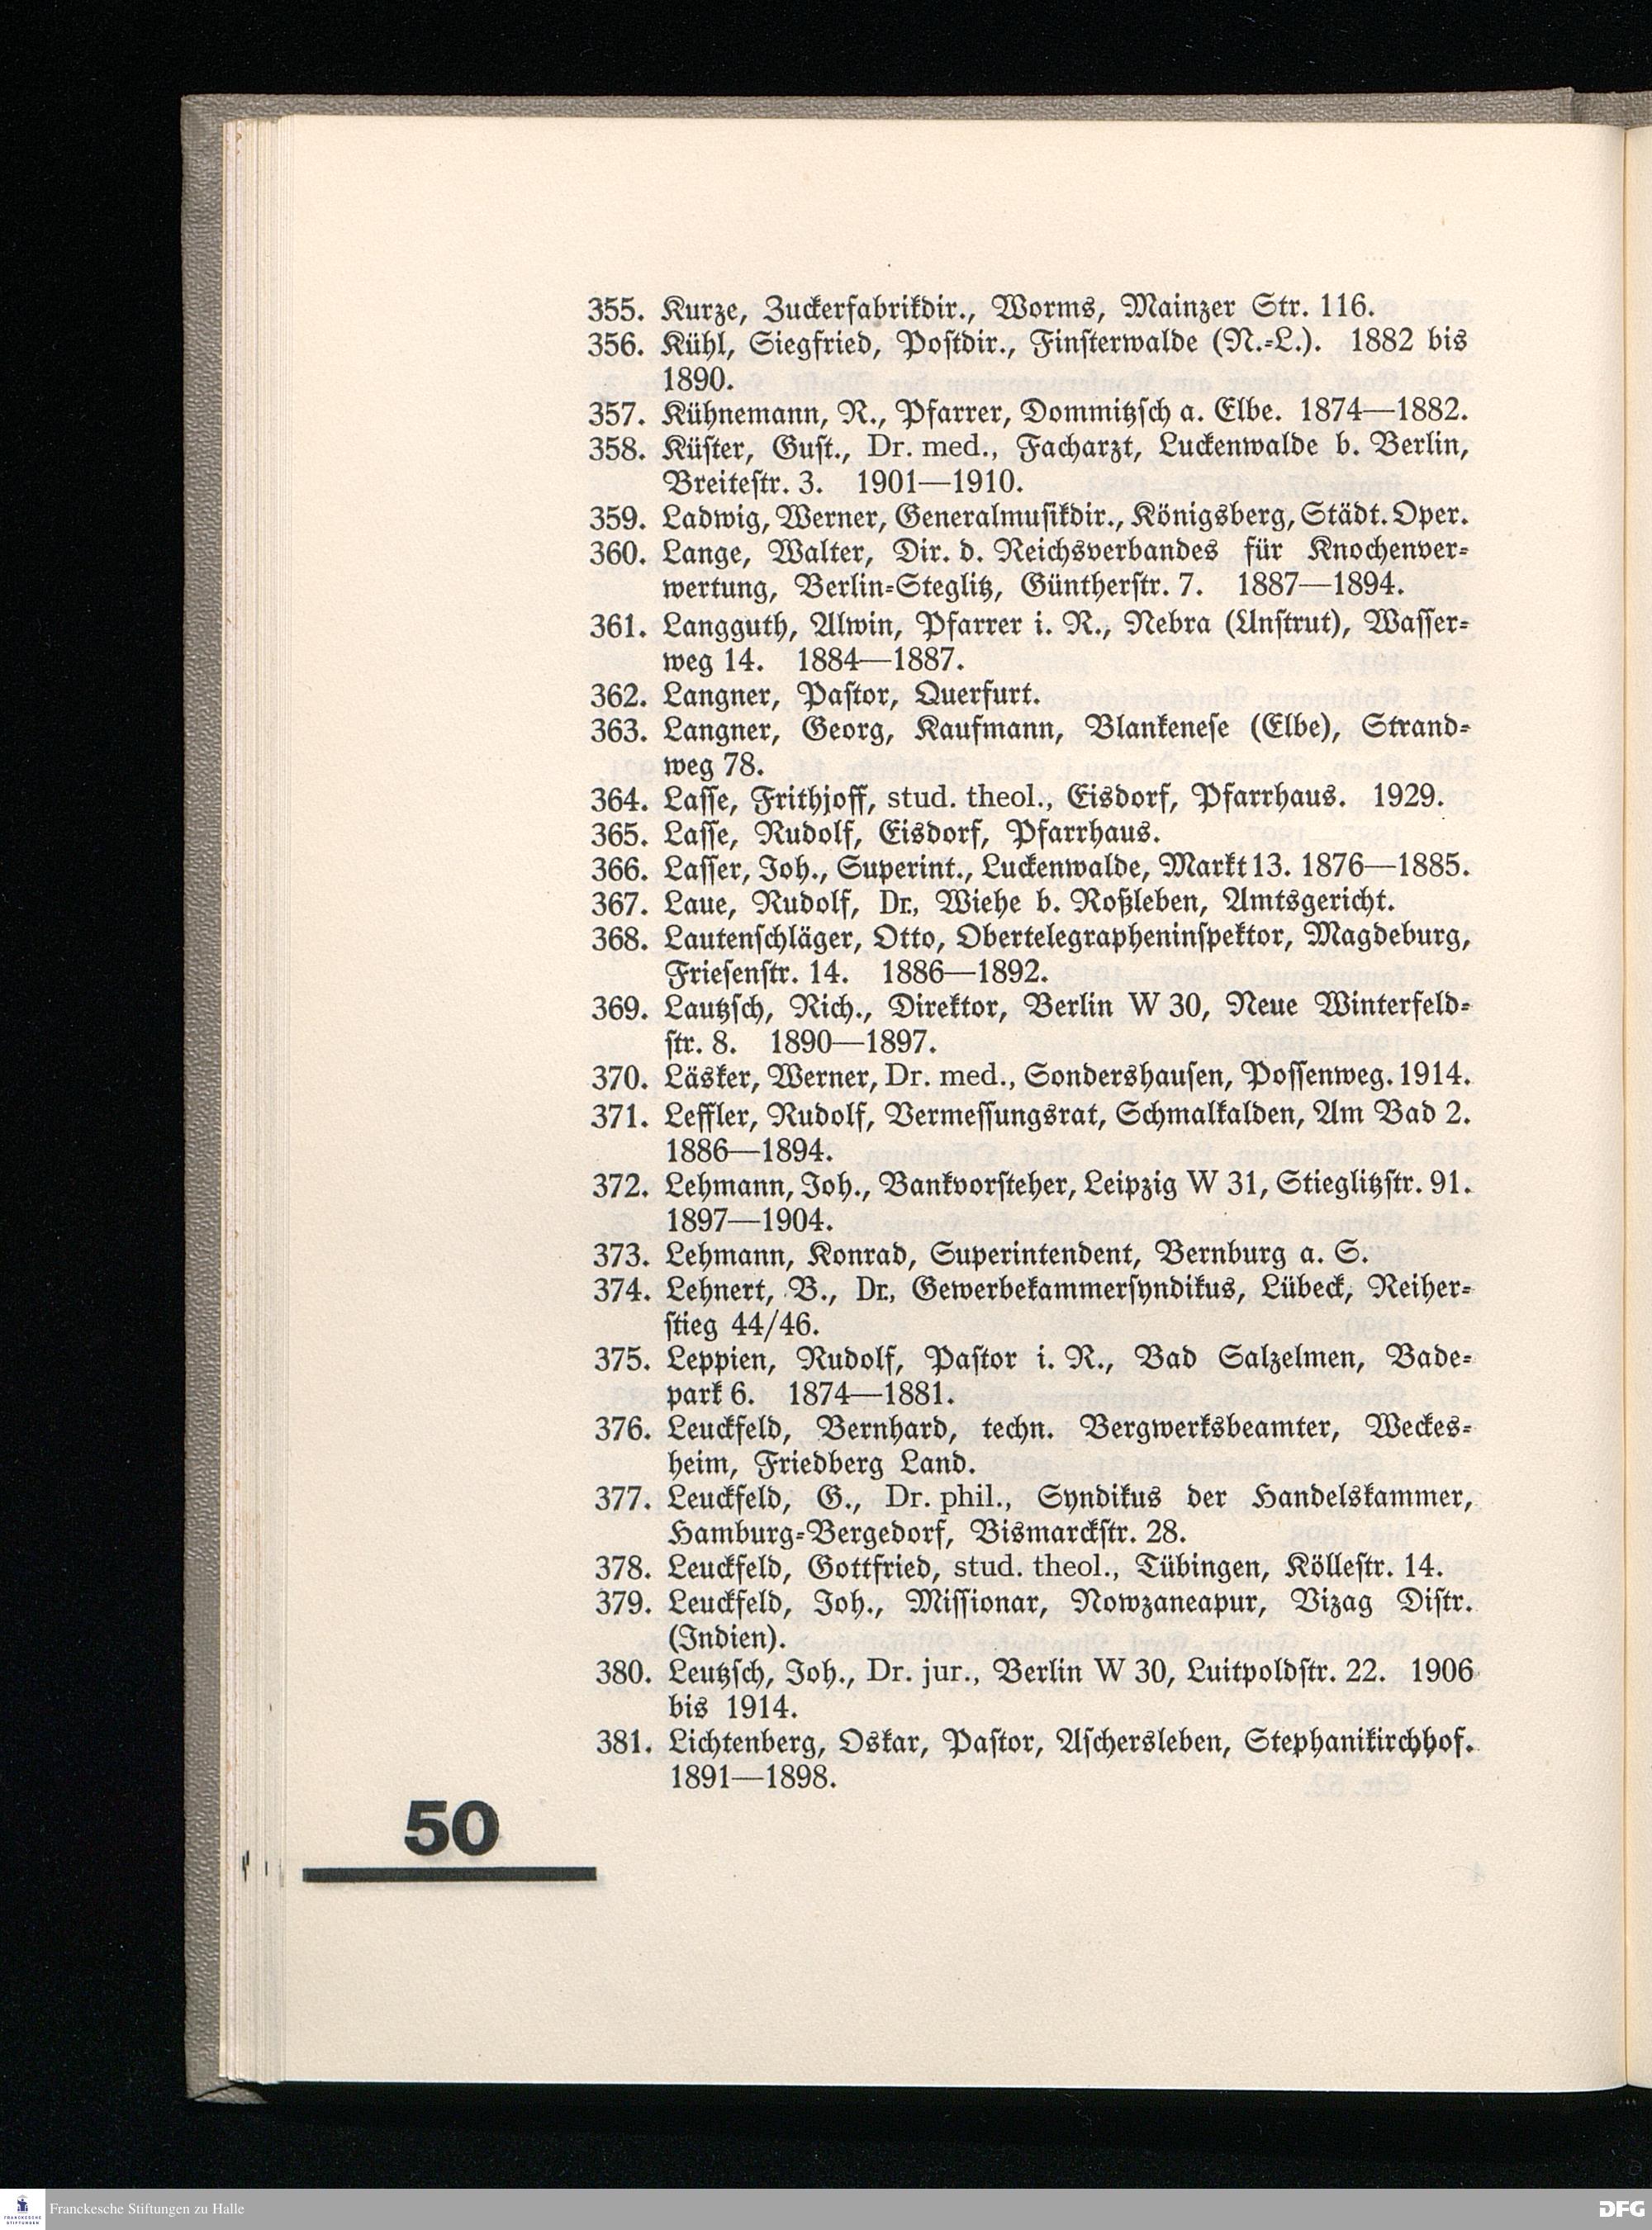 355. Kurze, Zuckerfabrikdir., Worms, Mainzer Str. 116.
356. Kühl, Siegfried, Postdir., Finsterwalde (N.-L.). 1882 bis
1890.
357. Kühnemann, R., Pfarrer, Dommitzsch a. Elbe. 1874—1882.
358. Küster, Gust., Dr. med., Facharzt, Luckenwalde b. Berlin,
Breitestr. 3. 1901—1910.
359. Ladwig, Werner, Generalmusikdir., Königsberg, Städt. Oper.
360. Lange, Walter, Dir. d. Reichsverbandes für Knochenver-
wertung, Berlin-Steglitz, Güntherstr. 7. 1887—1894.
361. Langguth, Alwin, Pfarrer i. R., Nebra (Unstrut), Wasser-
weg 14. 1884—1887.
362. Langner, Pastor, Querfurt.
363. Langner, Georg, Kaufmann, Blankenese (Elbe), Strand-
weg 78.
364. Lasse, Frithjoff, stud. theol., Eisdorf, Pfarrhaus. 1929.
365. Lasse, Rudolf, Eisdorf, Pfarrhaus.
366. Lasser, Joh., Superint., Luckenwalde, Markt 13. 1876—1885.
367. Laue, Rudolf, Dr., Wiehe b. Roßleben, Amtsgericht.
368. Lautenschläger, Otto, Obertelegrapheninspektor, Magdeburg,
Friesenstr. 14. 1886—1892.
369. Lautzsch, Rich., Direktor, Berlin W 30, Neue Winterfeld-
str. 8. 1890—1897.
370. Läsker, Werner, Dr. med., Sondershausen, Possenweg. 1914.
371. Leffler, Rudolf, Vermessungsrat, Schmalkalden, Am Bad 2.
1886—1894.
372. Lehmann, Joh., Bankvorsteher, Leipzig W 31, Stieglitzstr. 91.
1897—1904.
373. Lehmann, Konrad, Superintendent, Bernburg a. S.
374. Lehnert, B., Dr., Gewerbekammersyndikus, Lübeck, Reiher-
stieg 44/46.
375. Leppien, Rudolf, Pastor i. R., Bad Salzelmen, Bade-
park 6. 1874—1881.
376. Leuckfeld, Bernhard, techn. Bergwerksbeamter, Weckes-
heim, Friedberg Land.
377. Leuckfeld, G., Dr. phil., Syndikus der Handelskammer,
Hamburg-Bergedorf, Bismarckstr. 28.
378. Leuckfeld, Gottfried, stud. theol., Tübingen, Köllestr. 14.
379. Leuckfeld, Joh., Missionar, Nowzaneapur, Vizag Distr.
(Indien).
380. Leutzsch, Joh., Dr. jur., Berlin W 30, Luitpoldstr. 22. 1906
bis 1914.
381. Lichtenberg, Oskar, Pastor, Aschersleben, Stephanikirchhof.
1891—1898.
50
Franckesche Stiftungen zu Halle
DFG